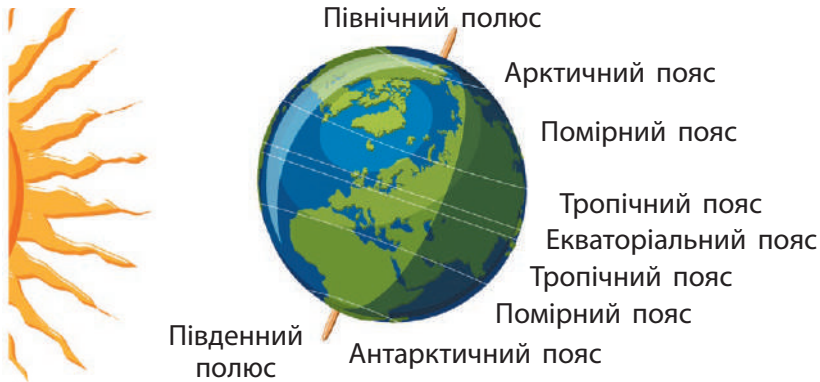 Північний полюс
Арктичний пояс
Помірний пояс
Тропічний пояс
Екваторіальний пояс
Тропічний пояс
Помірний пояс
Південний
полюс
Антарктичний пояс